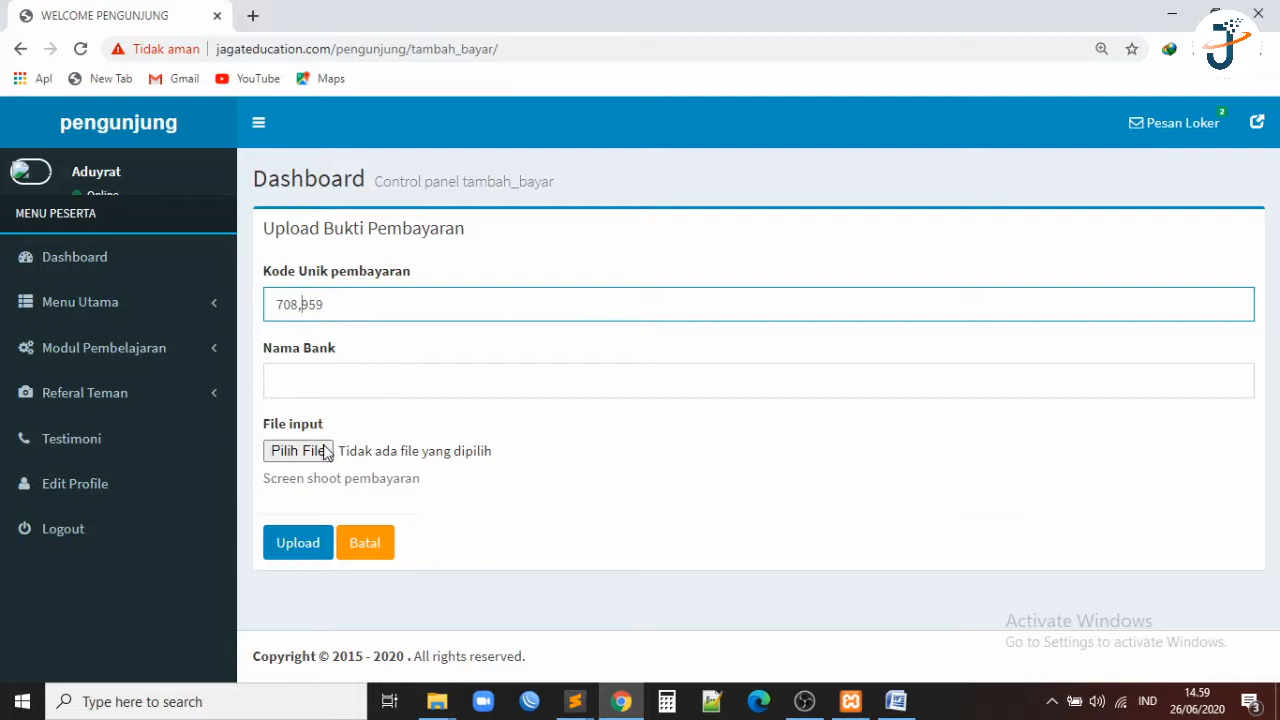 WELCOME PENGUNJUNG
Tidak aman
jagateducation.com/pengunjung/tambah_bayar/
Apl
New Tab
Gmail
YouTube
Maps
pengunjung
Pesan Loker
2
Aduyrat
Online
MENU PESERTA
Dashboard
Menu Utama
Modul Pembelajaran
Referal Teman
Testimoni
Edit Profile
Logout
Dashboard Control panel tambah_bayar
Upload Bukti Pembayaran
Kode Unik pembayaran
708,959
Nama Bank
File input
Pilih File Tidak ada file yang dipilih
Screen shoot pembayaran
Upload
Batal
Activate Windows
Go to Settings to activate Windows.
Copyright © 2015 - 2020 . All rights reserved.
Type here to search
IND
14.59
26/06/2020
3